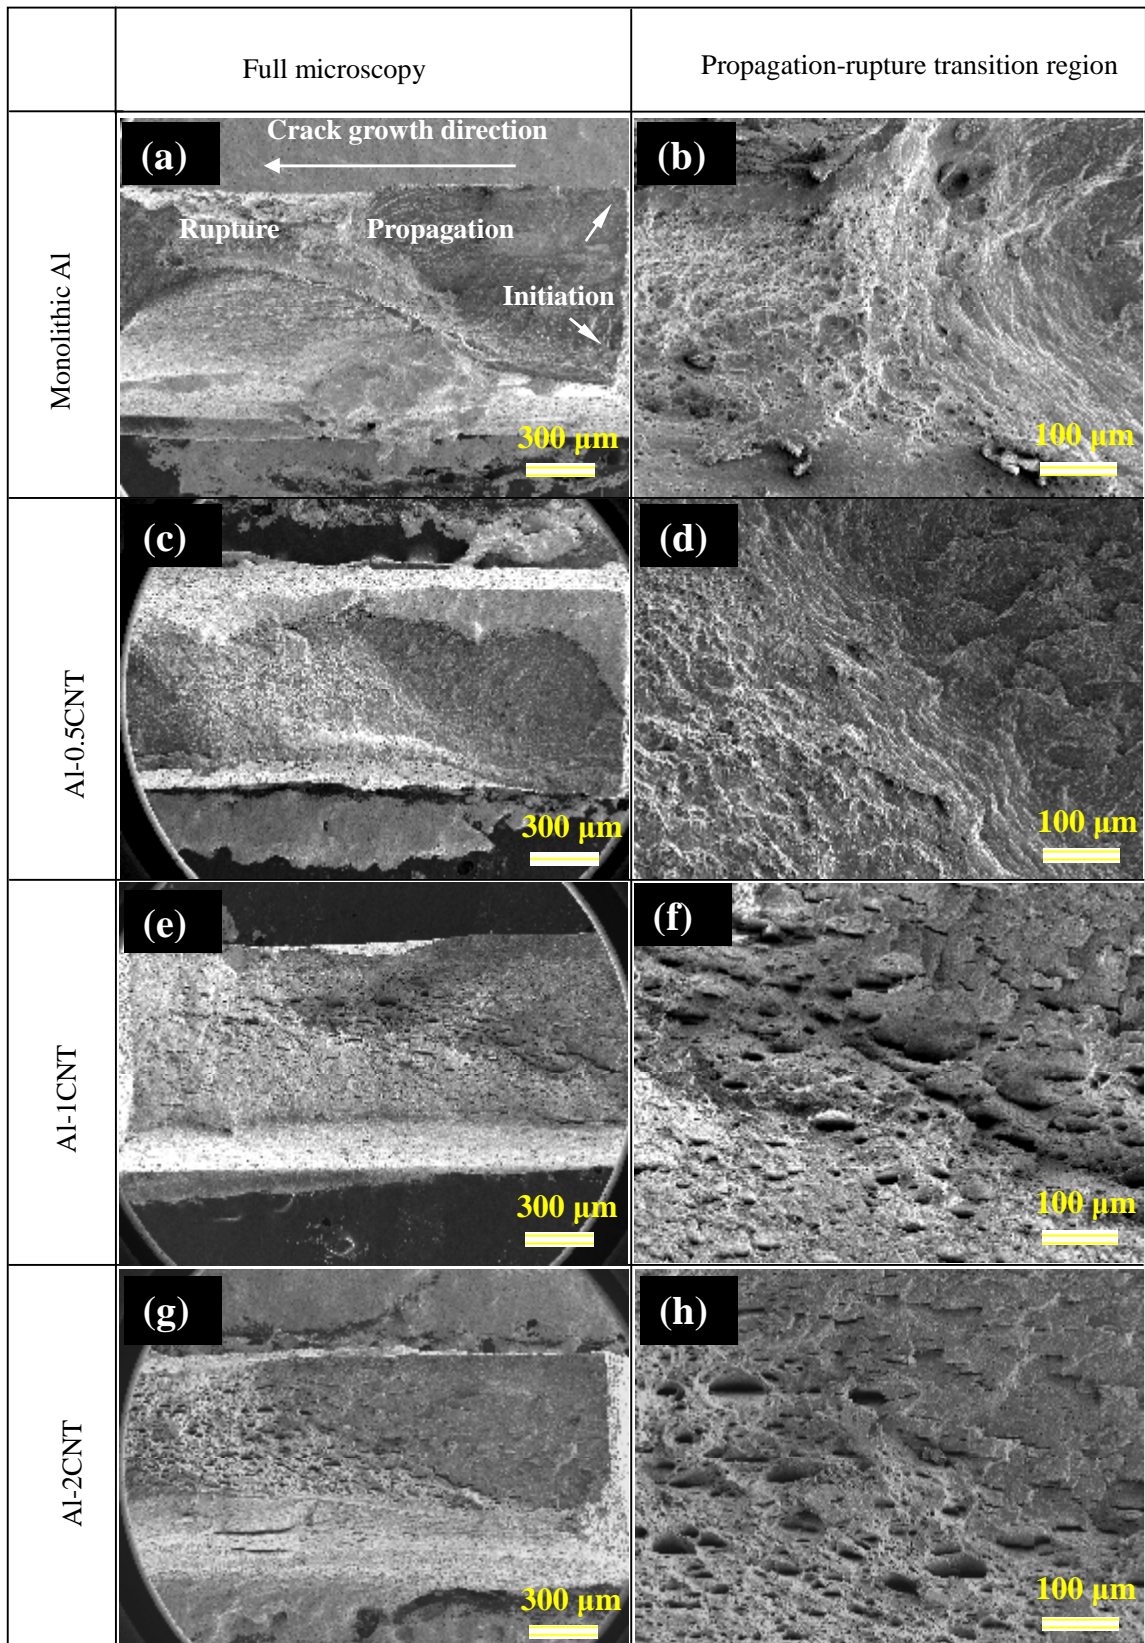 Full microscopy
Propagation-rupture transition region
Monolithic Al
(a)
Crack growth direction
Rupture
Propagation
Initiation
300 µm
(b)
100 µm
Al-0.5CNT
(c)
300 µm
(d)
100 µm
Al-1CNT
(e)
300 µm
(f)
100 µm
Al-2CNT
(g)
300 µm
(h)
100 µm